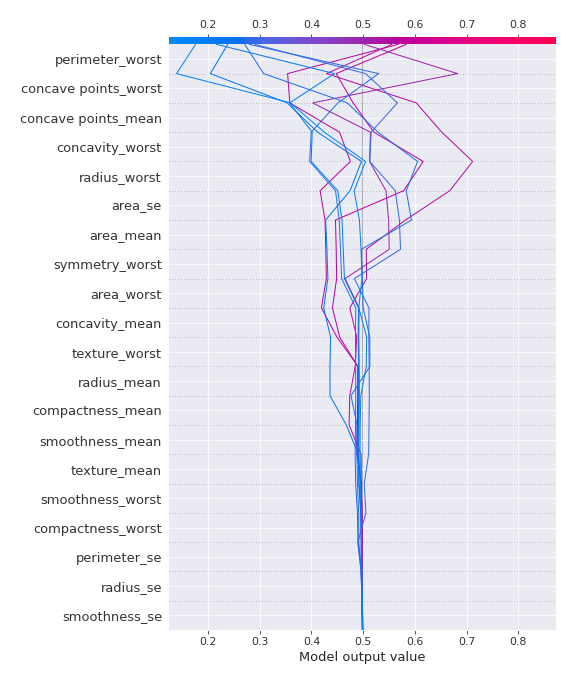 0.2 0.3 0.4 0.5 0.6 0.7 0.8
perimeter_worst
concave points_worst
concave points_mean
concavity_worst
radius_worst
area_se
area_mean
symmetry_worst
area_worst
concavity_mean
texture_worst
radius_mean
compactness_mean
smoothness_mean
texture_mean
smoothness_worst
compactness_worst
perimeter_se
radius_se
smoothness_se
0.2 0.3 0.4 0.5 0.6 0.7 0.8
Model output value